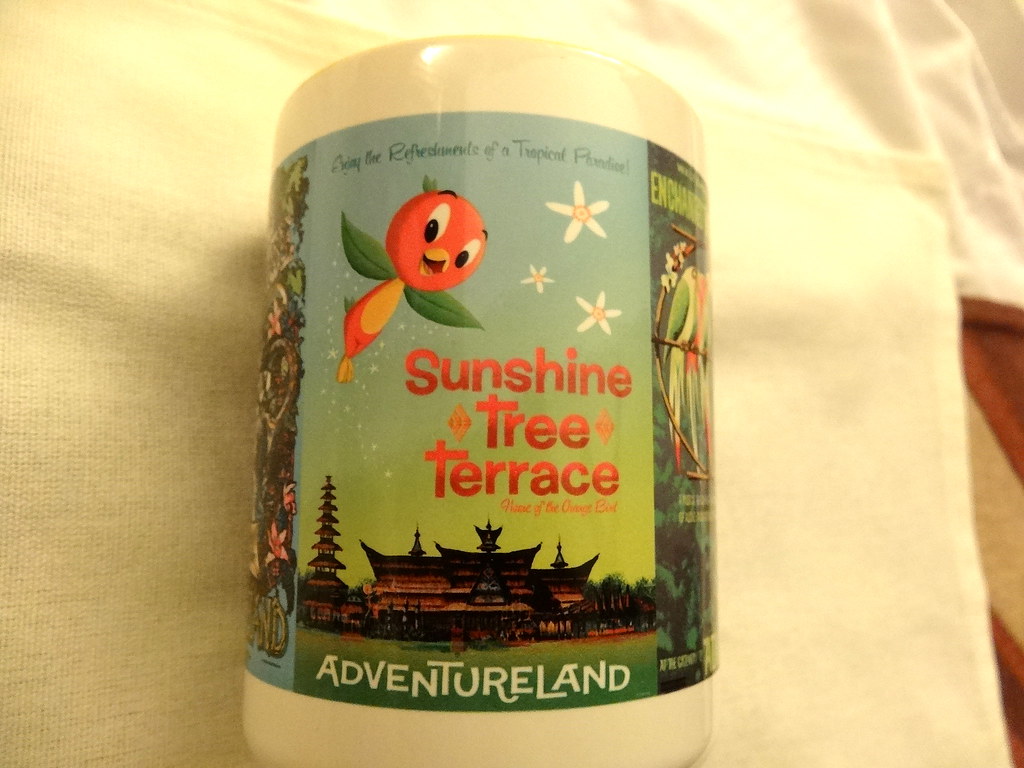 Enjoy the Refreshments of a Tropical Paradise!
Sunshine
Tree
Terrace
Home of the Orange Bird
ADVENTURELAND